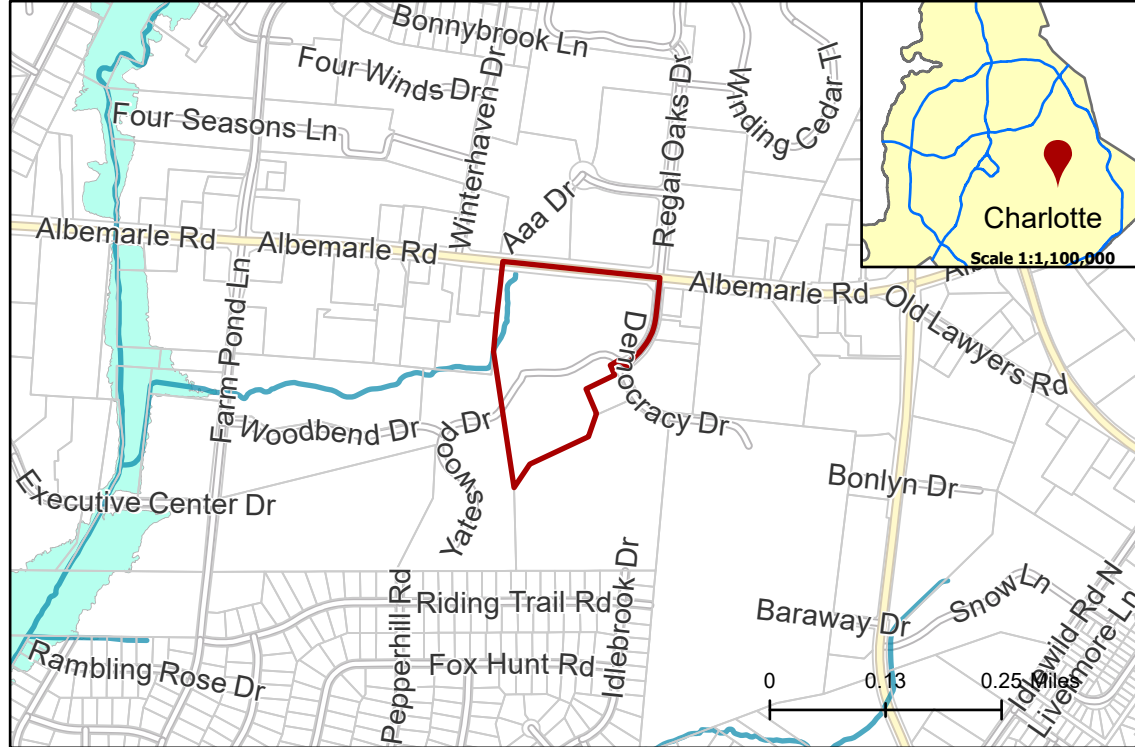 Bonnybrook Ln
Four Winds Dr
Winterhaven Dr
Regal Oaks Dr
Winding Cedar Tl
Four Seasons Ln
Aaa Dr
Charlotte
Scale 1:1,100,000
Albemarle Rd
Albemarle Rd
Albemarle Rd
Old Lawyers Rd
Farm Pond Ln
Democracy Dr
Woodbend Dr
Dr
Yateswood
Executive Center Dr
Bonlyn Dr
Idlebrook Dr
Pepperhill Rd
Riding Trail Rd
Baraway Dr
Snow Ln
Idlewild Rd N
Livenmore Ln
Rambling Rose Dr
Fox Hunt Rd
0 0.13 0.25 Miles